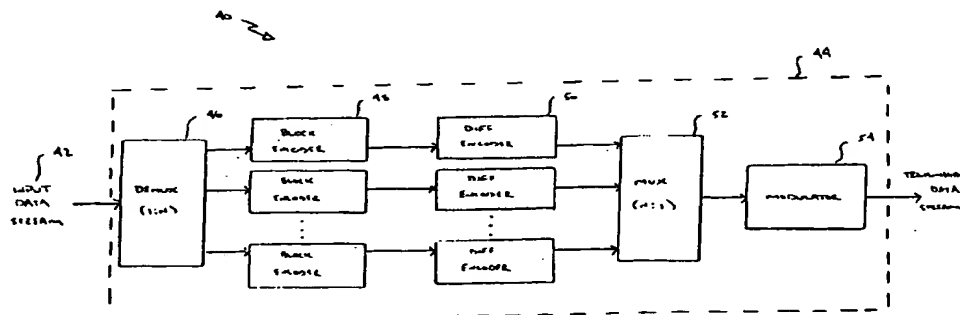 40
44
46
48
50
52
54
42
INPUT
DATA
STREAM
DEMUX
(1:N)
BLOCK
ENCODER
DIFF
ENCODER
BLOCK
ENCODER
DIFF
ENCODER
BLOCK
ENCODER
DIFF
ENCODER
MUX
(N:1)
MODULATOR
DATA
STREAM